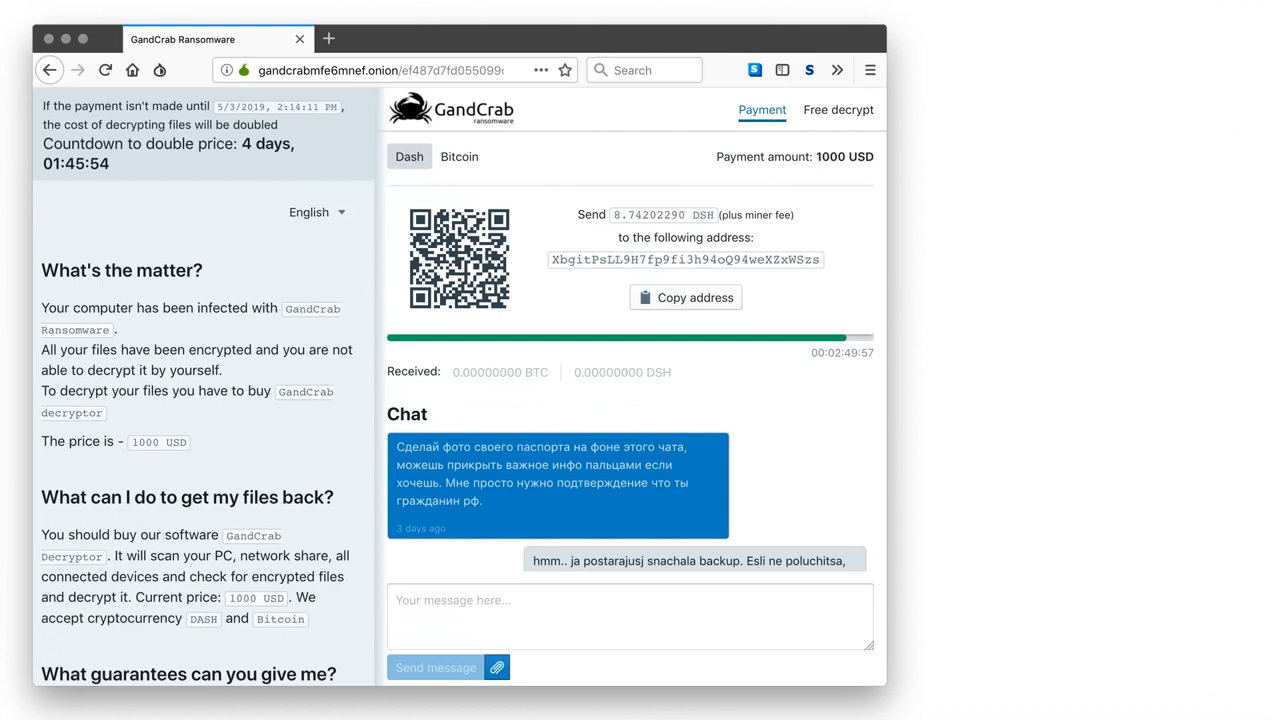 GandCrab Ransomware
gandcrabmfe6mnef.onion/ef487d7fd055099c
Search
If the payment isn't made until 5/3/2019, 2:14:11 PM,
the cost of decrypting files will be doubled
Countdown to double price: 4 days,
01:45:54
English
What's the matter?
Your computer has been infected with GandCrab
Ransomware.
All your files have been encrypted and you are not
able to decrypt it by yourself.
To decrypt your files you have to buy GandCrab
decryptor
The price is - 1000 USD
What can I do to get my files back?
You should buy our software GandCrab
Decryptor. It will scan your PC, network share, all
connected devices and check for encrypted files
and decrypt it. Current price: 1000 USD. We
accept cryptocurrency DASH and Bitcoin
What guarantees can you give me?
GandCrab
ransomware
Payment Free decrypt
Dash Bitcoin Payment amount: 1000 USD
Send 8.74202290 DSH (plus miner fee)
to the following address:
XbgitPsLL9H7fp9fi3h94oQ94weXZxWSzs
Copy address
00:02:49:57
Received: 0.00000000 BTC 0.00000000 DSH
Chat
Сделай фото своего паспорта на фоне этого чата,
можешь прикрыть важное инфо пальцами если
хочешь. Мне просто нужно подтверждение что ты
гражданин рф.
3 days ago
hmm.. ja postarajusj snachala backup. Esli ne poluchitsa,
Your message here...
Send message